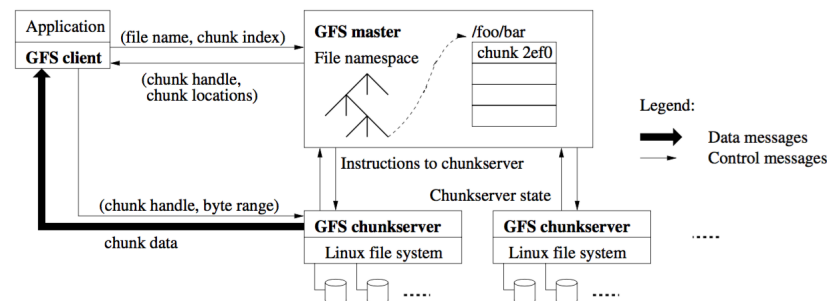 Application
GFS client
(file name, chunk index)
(chunk handle,
chunk locations)
GFS master
File namespace
/foo/bar
chunk 2ef0
Legend:
Data messages
Control messages
Instructions to chunkserver
Chunkserver state
(chunk handle, byte range)
chunk data
GFS chunkserver
Linux file system
GFS chunkserver
Linux file system